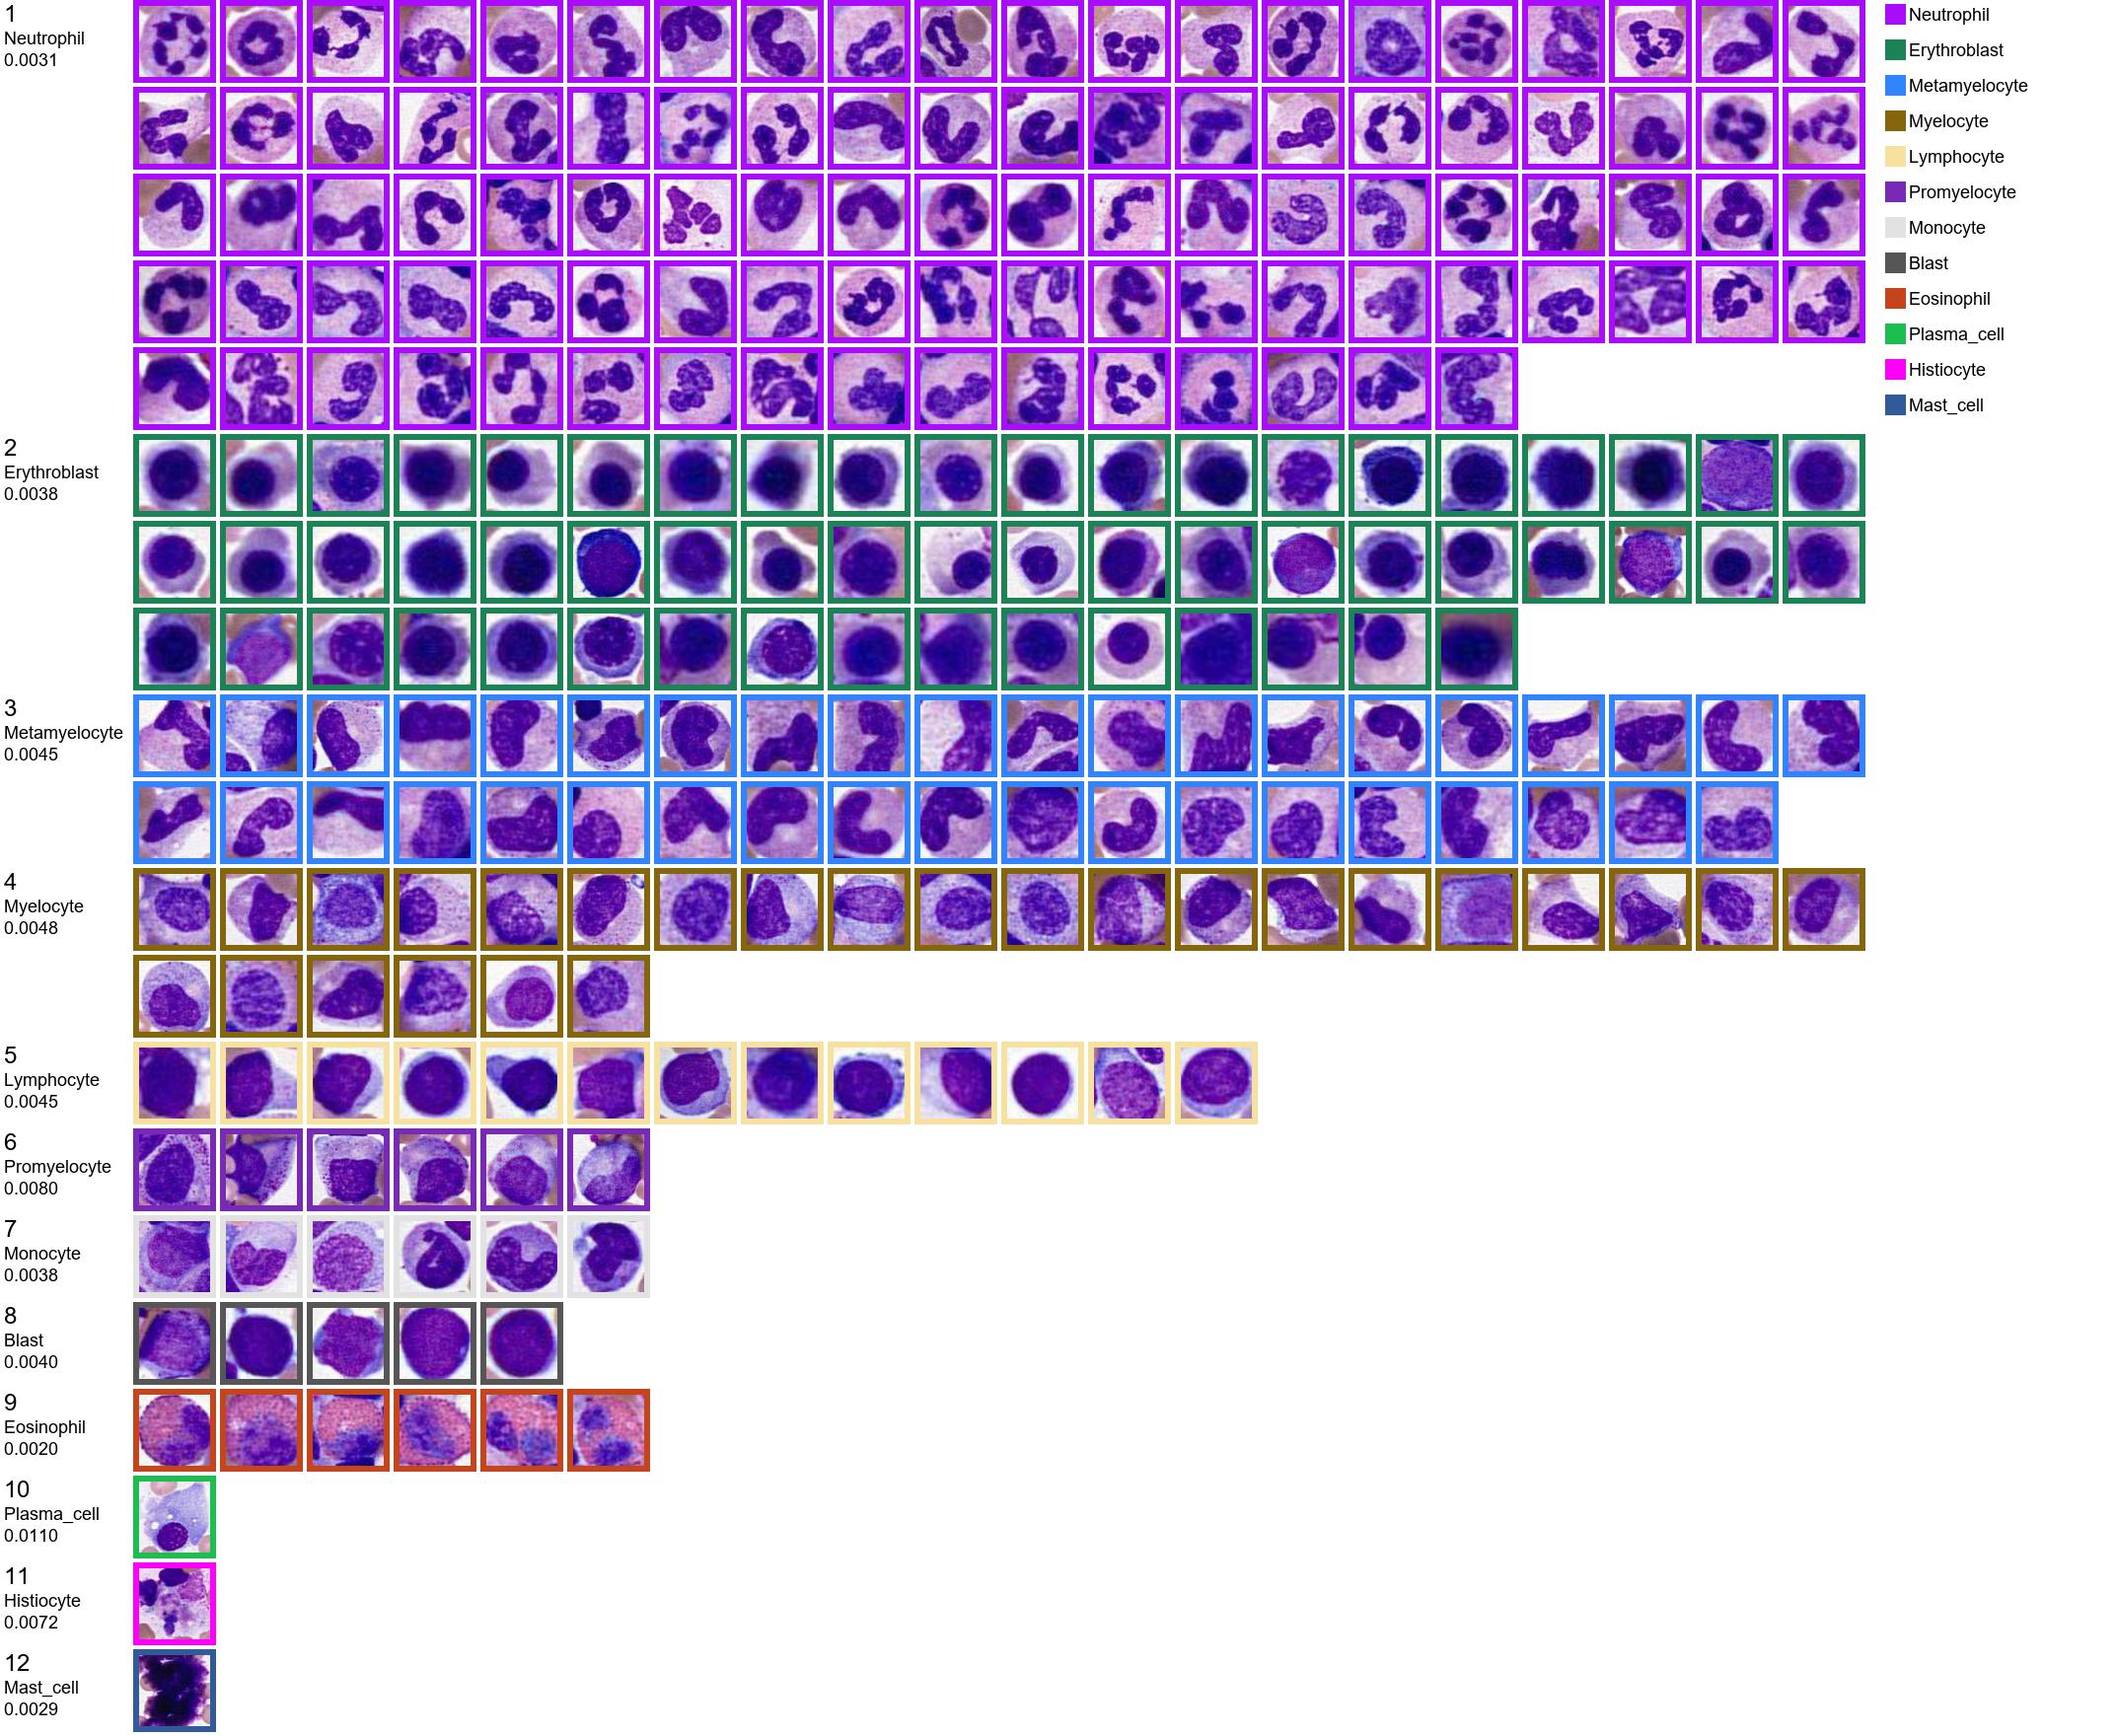 1
Neutrophil
0.0031
2
Erythroblast
0.0038
3
Metamyelocyte
0.0045
4
Myelocyte
0.0048
5
Lymphocyte
0.0045
6
Promyelocyte
0.0080
7
Monocyte
0.0038
8
Blast
0.0040
9
Eosinophil
0.0020
10
Plasma_cell
0.0110
11
Histiocyte
0.0072
12
Mast_cell
0.0029
Neutrophil
Erythroblast
Metamyelocyte
Myelocyte
Lymphocyte
Promyelocyte
Monocyte
Blast
Eosinophil
Plasma_cell
Histiocyte
Mast_cell